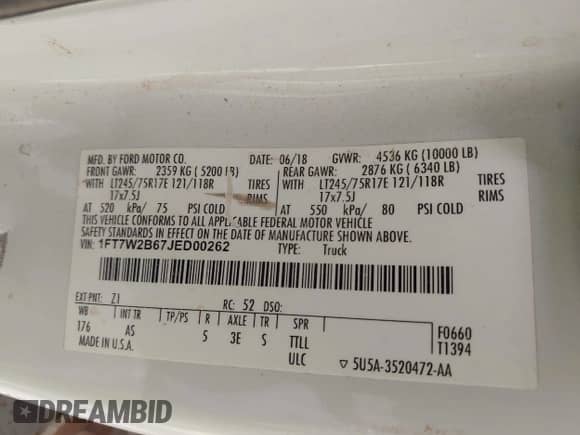 MFD. BY FORD MOTOR CO.
DATE: 06/18 GVWR: 4536 KG (10000 LB)
FRONT GAWR: 2359 KG ( 5200 LB) REAR GAWR: 2876 KG ( 6340 LB)
WITH LT245/75R17E 121/118R TIRES WITH LT245/75R17E 121/118R TIRES
17x7.5J RIMS 17x7.5J RIMS
AT 520 kPa/ 75 PSI COLD AT 550 kPa/ 80 PSI COLD
THIS VEHICLE CONFORMS TO ALL FEDERAL MOTOR VEHICLE
SAFETY STANDARDS IN EFFECT ON THE DATE OF MANUFACTURE SHOWN ABOVE.
VIN: 1FT7W2B67JED00262 TYPE: Truck
EXT PNT: Z1 RC: 52 DSO:
WB INT TR TP/PS R AXLE TR SPR F0660
176 AS 5 3E S TTLL T1394
MADE IN U.S.A. ULC ▽ 5U5A-3520472-AA
DREAMBID